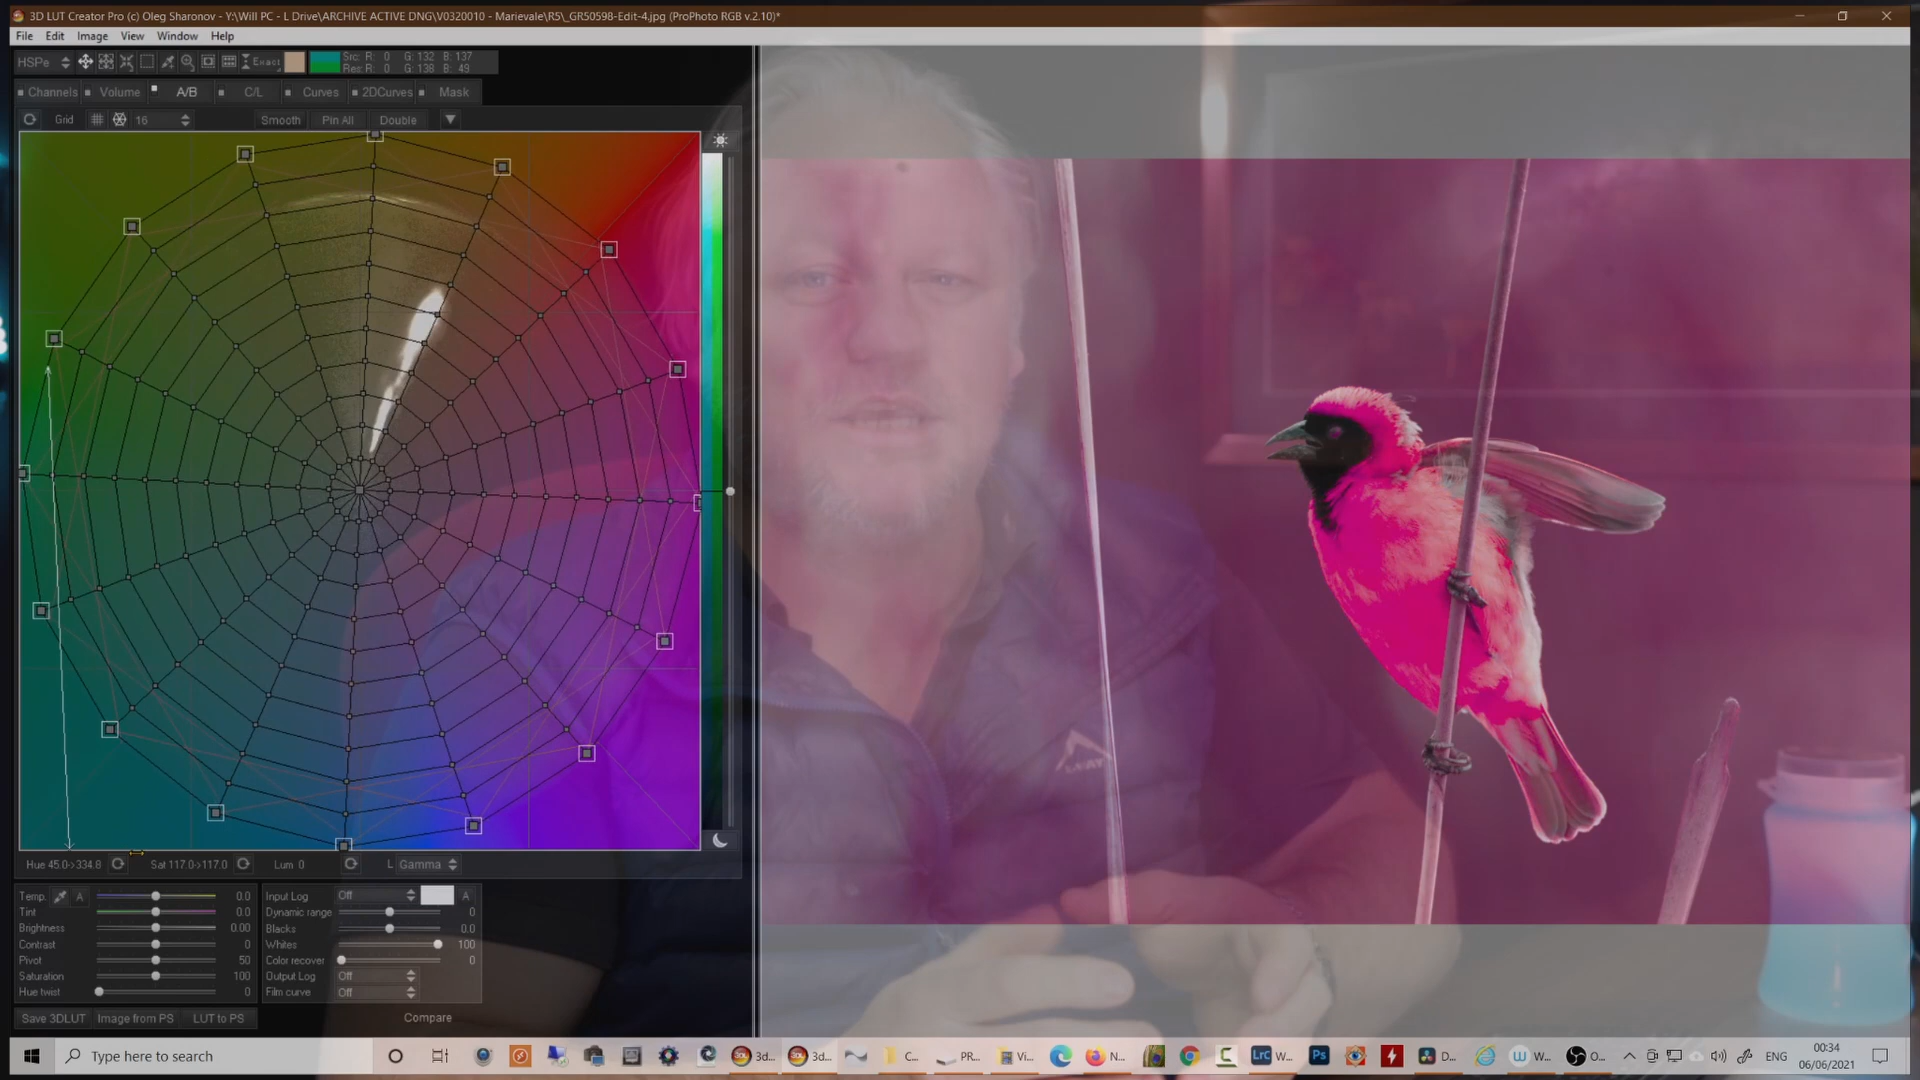 3D LUT Creator Pro (c) Oleg Sharonov - Y:\Will PC - L Drive\ARCHIVE ACTIVE DNG\V0320010 - Marievale\R5\_GR50598-Edit-4.jpg (ProPhoto RGB v.2.10)*
File Edit Image View Window Help
HSPe Exact Src: R: 0 G: 132 B: 137
Res: R: 0 G: 138 B: 49
Channels Volume A/B C/L Curves 2DCurves Mask
Grid 16 Smooth Pin All Double
Hue 45.0->334.8 Sat 117.0->117.0 Lum 0 L Gamma
Temp. A 0.0 Input Log Off A
Tint 0.0 Dynamic range 0
Brightness 0.00 Blacks 0.0
Contrast 0 Whites 100
Pivot 50 Color recover 0
Saturation 100 Output Log Off
Hue twist 0 Film curve Off
Save 3DLUT Image from PS LUT to PS Compare
Type here to search 3d... 3d... C... PR... Vi... N... LrC W... Ps D... W... O... ENG 00:34
06/06/2021